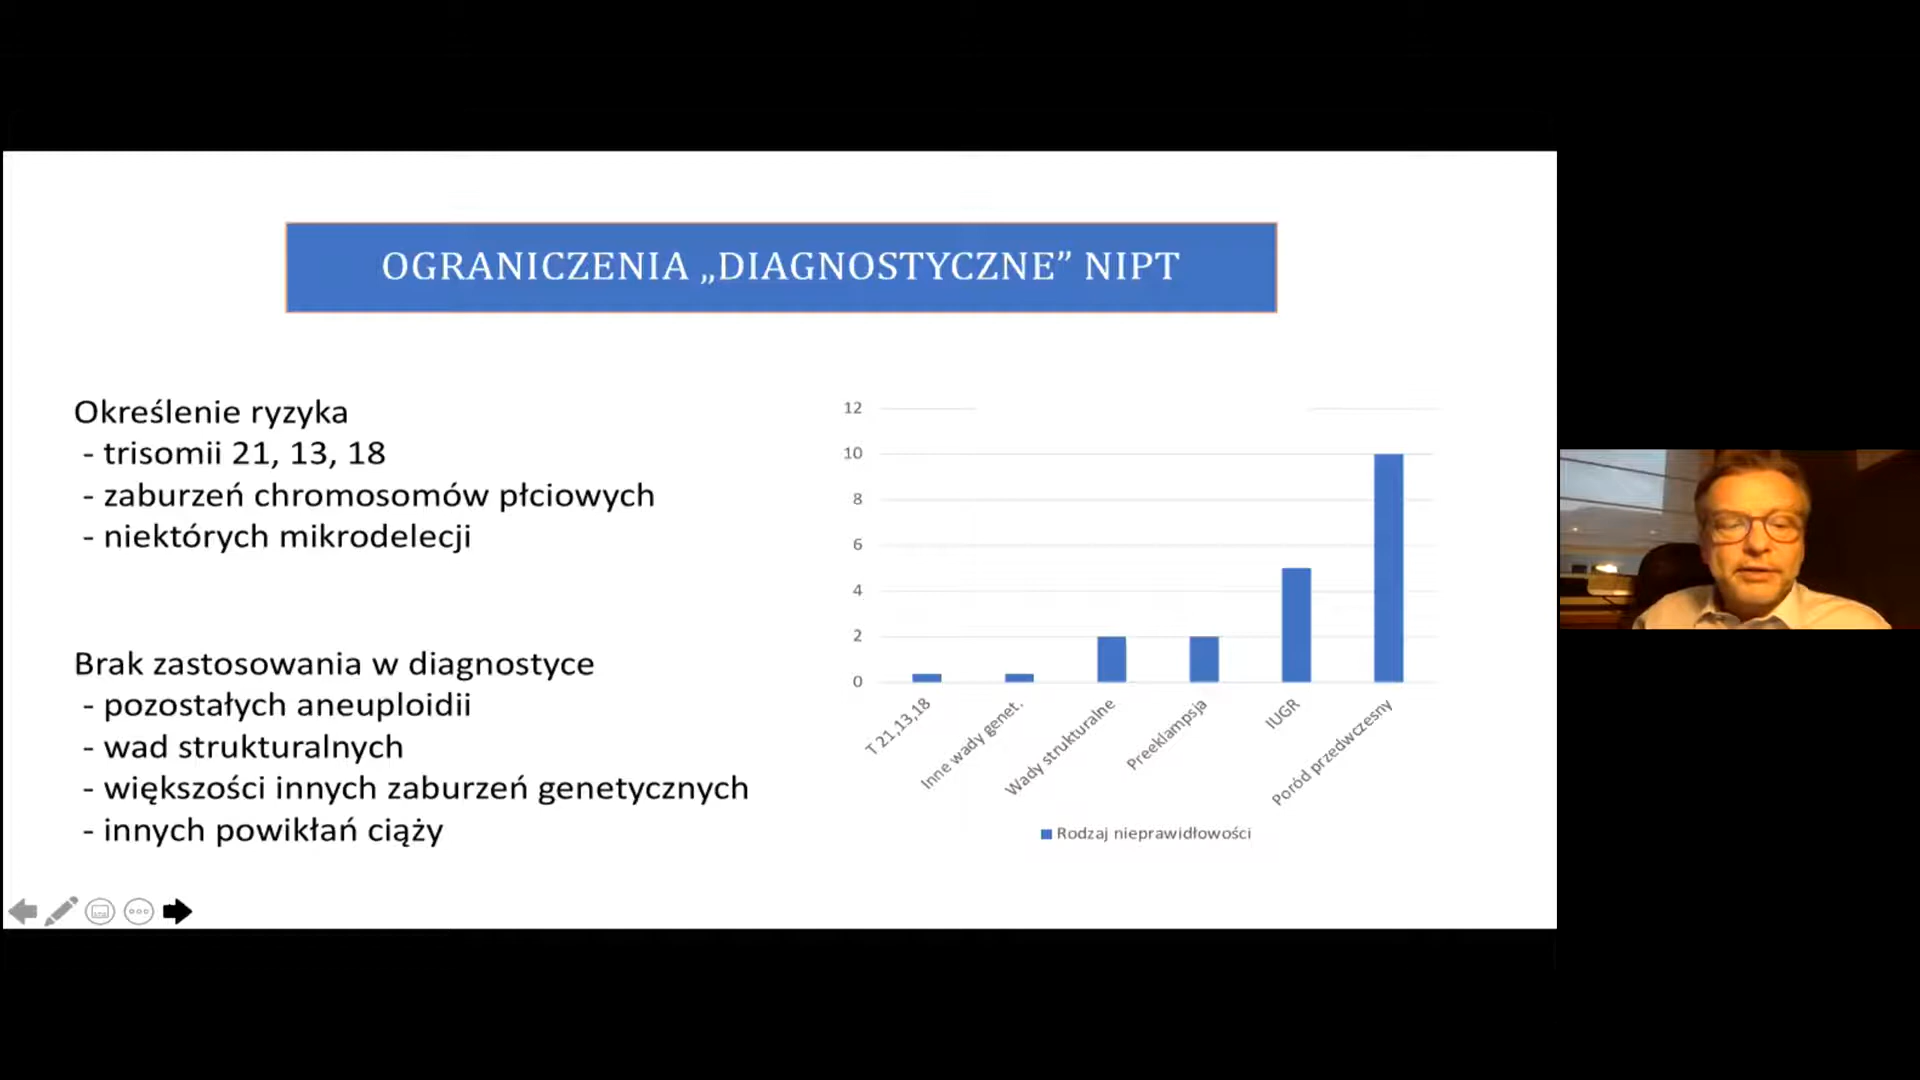 OGRANICZENIA „DIAGNOSTYCZNE” NIPT
Określenie ryzyka
- trisomii 21, 13, 18
- zaburzeń chromosomów płciowych
- niektórych mikrodelecji
Brak zastosowania w diagnostyce
- pozostałych aneuploidii
- wad strukturalnych
- większości innych zaburzeń genetycznych
- innych powikłań ciąży
12
10
8
6
4
2
0
T 21,13,18
Inne wady genet.
Wady strukturalne
Preeklampsja
IUGR
Poród przedwczesny
Rodzaj nieprawidłowości